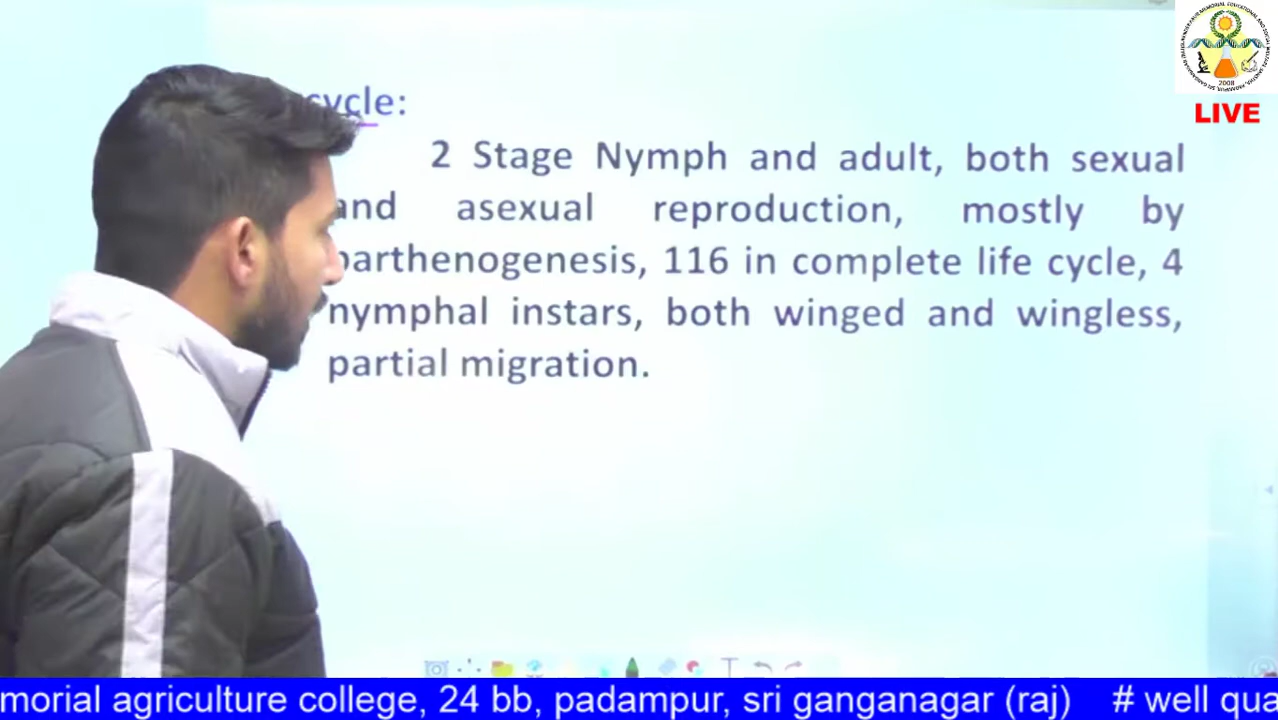 cycle:
2 Stage Nymph and adult, both sexual
and asexual reproduction, mostly by
parthenogenesis, 116 in complete life cycle, 4
nymphal instars, both winged and wingless,
partial migration.
2008
LIVE
morial agriculture college, 24 bb, padampur, sri ganganagar (raj) # well qua